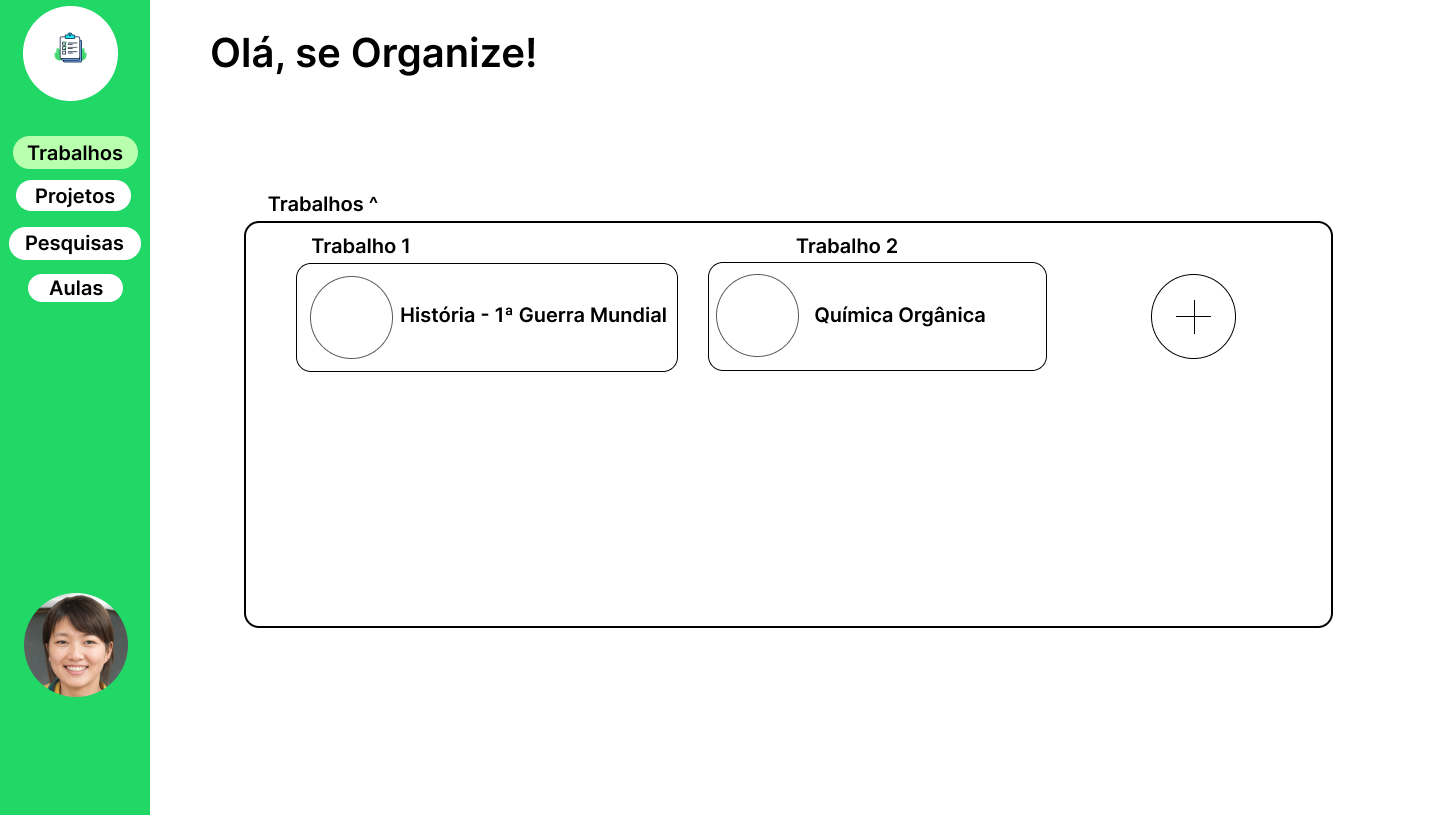 Olá, se Organize!
Trabalhos
Projetos
Pesquisas
Aulas
Trabalhos ^
Trabalho 1
Trabalho 2
História - 1ª Guerra Mundial
Química Orgânica